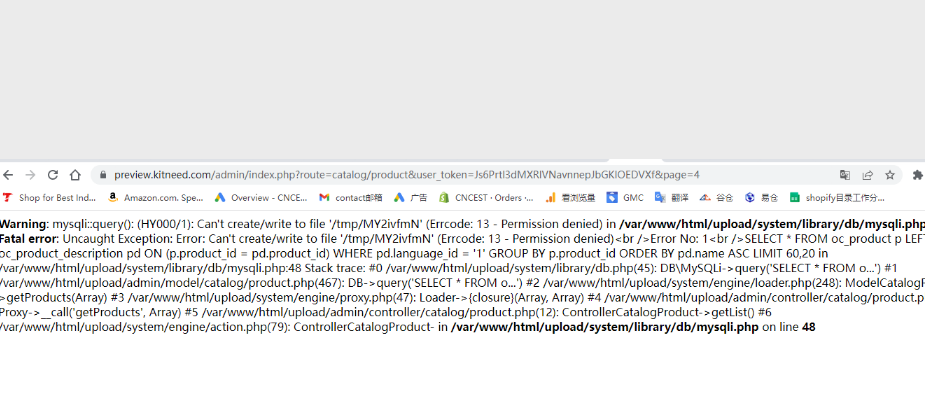 preview.kitneed.com/admin/index.php?route=catalog/product&user_token=Js6PrtI3dMXRlVNavnnepJbGKlOEDVXf&page=4
Shop for Best Ind... Amazon.com. Spe... Overview - CNCES... contact邮箱 广告 CNCEST · Orders ·... 意浏览星 GMC 翻译 谷仓 易仓 shopify目录工作分...
Warning: mysqli::query(): (HY000/1): Can't create/write to file '/tmp/MY2ivfmN' (Errcode: 13 - Permission denied) in /var/www/html/upload/system/library/db/mysqli.php
Fatal error: Uncaught Exception: Error: Can't create/write to file '/tmp/MY2ivfmN' (Errcode: 13 - Permission denied)<br />Error No: 1<br />SELECT * FROM oc_product p LEF
oc_product_description pd ON (p.product_id = pd.product_id) WHERE pd.language_id = '1' GROUP BY p.product_id ORDER BY pd.name ASC LIMIT 60,20 in
/var/www/html/upload/system/library/db/mysqli.php:48 Stack trace: #0 /var/www/html/upload/system/library/db.php(45): DB\MySQLi->query('SELECT * FROM o...') #1
/var/www/html/upload/admin/model/catalog/product.php(467): DB->query('SELECT * FROM o...') #2 /var/www/html/upload/system/engine/loader.php(248): ModelCatalogP
>getProducts(Array) #3 /var/www/html/upload/system/engine/proxy.php(47): Loader->{closure}(Array, Array) #4 /var/www/html/upload/admin/controller/catalog/product.p
Proxy->__call('getProducts', Array) #5 /var/www/html/upload/admin/controller/catalog/product.php(12): ControllerCatalogProduct->getList() #6
/var/www/html/upload/system/engine/action.php(79): ControllerCatalogProduct- in /var/www/html/upload/system/library/db/mysqli.php on line 48